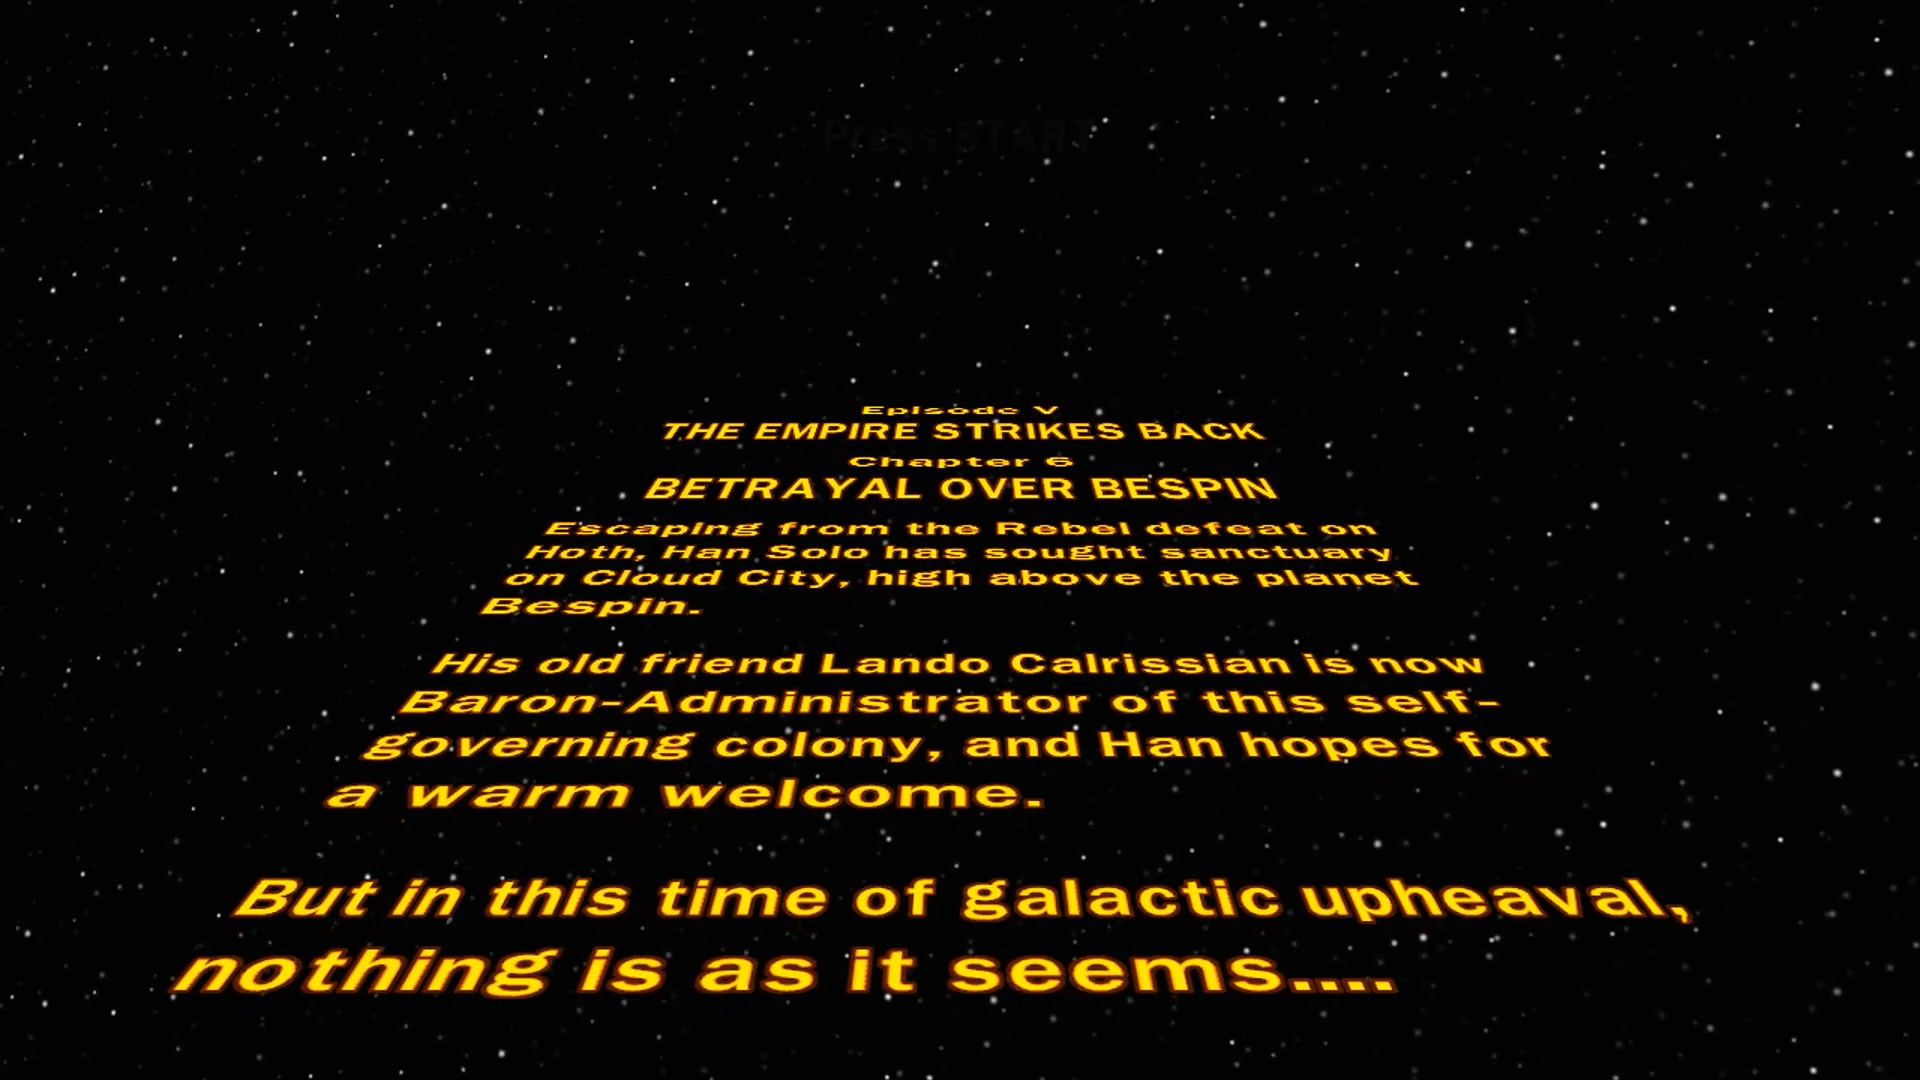 Press START
Episode V
THE EMPIRE STRIKES BACK
Chapter 6
BETRAYAL OVER BESPIN
Escaping from the Rebel defeat on
Hoth, Han Solo has sought sanctuary
on Cloud City, high above the planet
Bespin.
His old friend Lando Calrissian is now
Baron-Administrator of this self-
governing colony, and Han hopes for
a warm welcome.
But in this time of galactic upheaval,
nothing is as it seems....